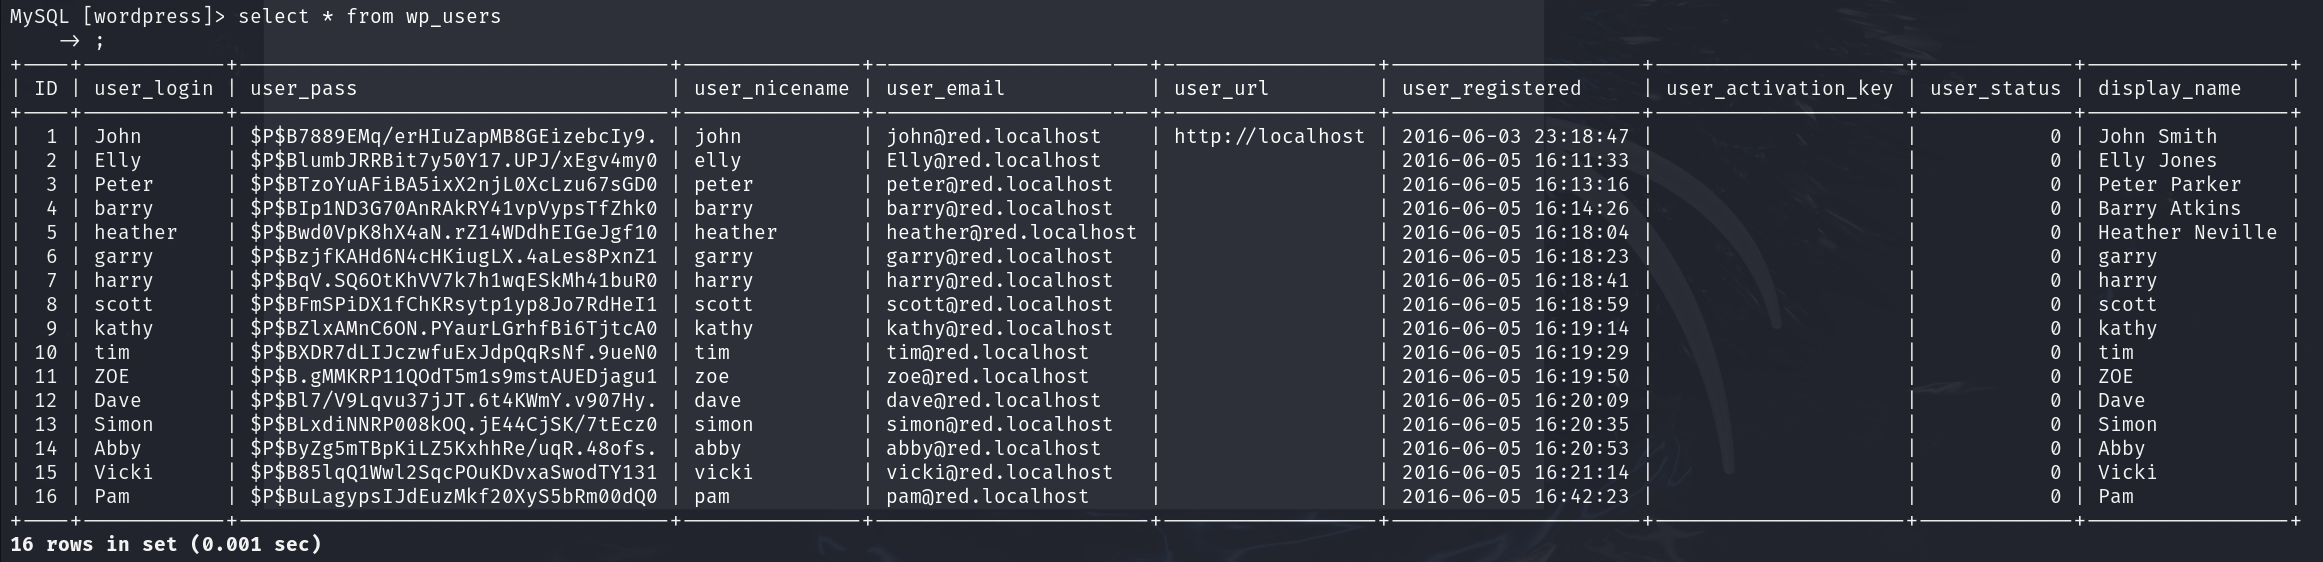 MySQL [wordpress]> select * from wp_users
    -> ;
+----+------------+------------------------------------+---------------+-----------------------+------------------+---------------------+---------------------+-------------+-----------------+
| ID | user_login | user_pass                          | user_nicename | user_email            | user_url         | user_registered     | user_activation_key | user_status | display_name    |
+----+------------+------------------------------------+---------------+-----------------------+------------------+---------------------+---------------------+-------------+-----------------+
|  1 | John       | $P$B7889EMq/erHIuZapMB8GEizebcIy9. | john          | john@red.localhost    | http://localhost | 2016-06-03 23:18:47 |                     |           0 | John Smith      |
|  2 | Elly       | $P$BlumbJRRBit7y50Y17.UPJ/xEgv4my0 | elly          | Elly@red.localhost    |                  | 2016-06-05 16:11:33 |                     |           0 | Elly Jones      |
|  3 | Peter      | $P$BTzoYuAFiBA5ixX2njL0XcLzu67sGD0 | peter         | peter@red.localhost   |                  | 2016-06-05 16:13:16 |                     |           0 | Peter Parker    |
|  4 | barry      | $P$BIp1ND3G70AnRAkRY41vpVypsTfZhk0 | barry         | barry@red.localhost   |                  | 2016-06-05 16:14:26 |                     |           0 | Barry Atkins    |
|  5 | heather    | $P$Bwd0VpK8hX4aN.rZ14WDdhEIGeJgf10 | heather       | heather@red.localhost |                  | 2016-06-05 16:18:04 |                     |           0 | Heather Neville |
|  6 | garry      | $P$BzjfKAHd6N4cHKiugLX.4aLes8PxnZ1 | garry         | garry@red.localhost   |                  | 2016-06-05 16:18:23 |                     |           0 | garry           |
|  7 | harry      | $P$BqV.SQ6OtKhVV7k7h1wqESkMh41buR0 | harry         | harry@red.localhost   |                  | 2016-06-05 16:18:41 |                     |           0 | harry           |
|  8 | scott      | $P$BFmSPiDX1fChKRsytp1yp8Jo7RdHeI1 | scott         | scott@red.localhost   |                  | 2016-06-05 16:18:59 |                     |           0 | scott           |
|  9 | kathy      | $P$BZlxAMnC6ON.PYaurLGrhfBi6TjtcA0 | kathy         | kathy@red.localhost   |                  | 2016-06-05 16:19:14 |                     |           0 | kathy           |
| 10 | tim        | $P$BXDR7dLIJczwfuExJdpQqRsNf.9ueN0 | tim           | tim@red.localhost     |                  | 2016-06-05 16:19:29 |                     |           0 | tim             |
| 11 | ZOE        | $P$B.gMMKRP11QOdT5m1s9mstAUEDjagu1 | zoe           | zoe@red.localhost     |                  | 2016-06-05 16:19:50 |                     |           0 | ZOE             |
| 12 | Dave       | $P$Bl7/V9Lqvu37jJT.6t4KWmY.v907Hy. | dave          | dave@red.localhost    |                  | 2016-06-05 16:20:09 |                     |           0 | Dave            |
| 13 | Simon      | $P$BLxdiNNRP008kOQ.jE44CjSK/7tEcz0 | simon         | simon@red.localhost   |                  | 2016-06-05 16:20:35 |                     |           0 | Simon           |
| 14 | Abby       | $P$ByZg5mTBpKiLZ5KxhhRe/uqR.48ofs. | abby          | abby@red.localhost    |                  | 2016-06-05 16:20:53 |                     |           0 | Abby            |
| 15 | Vicki      | $P$B85lqQ1Wwl2SqcPOuKDvxaSwodTY131 | vicki         | vicki@red.localhost   |                  | 2016-06-05 16:21:14 |                     |           0 | Vicki           |
| 16 | Pam        | $P$BuLagypsIJdEuzMkf20XyS5bRm00dQ0 | pam           | pam@red.localhost     |                  | 2016-06-05 16:42:23 |                     |           0 | Pam             |
+----+------------+------------------------------------+---------------+-----------------------+------------------+---------------------+---------------------+-------------+-----------------+
16 rows in set (0.001 sec)